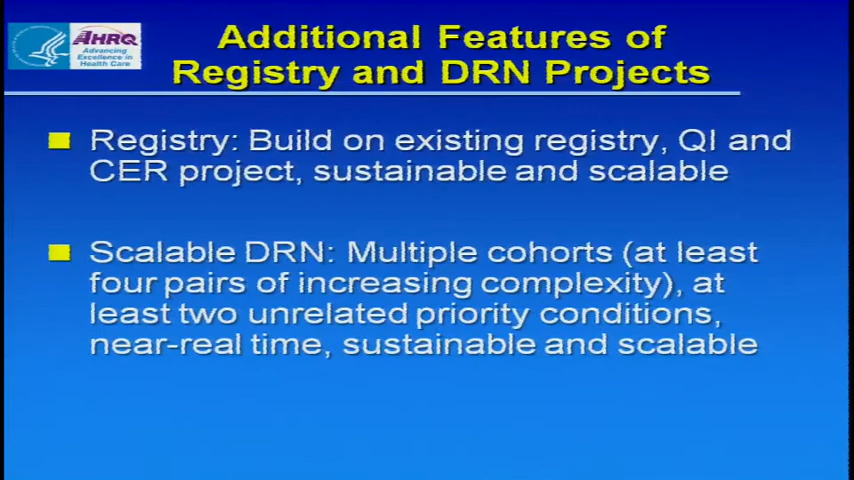 AHRQ
Advancing
Excellence in
Health Care
Additional Features of
Registry and DRN Projects
Registry: Build on existing registry, QI and
CER project, sustainable and scalable
Scalable DRN: Multiple cohorts (at least
four pairs of increasing complexity), at
least two unrelated priority conditions,
near-real time, sustainable and scalable